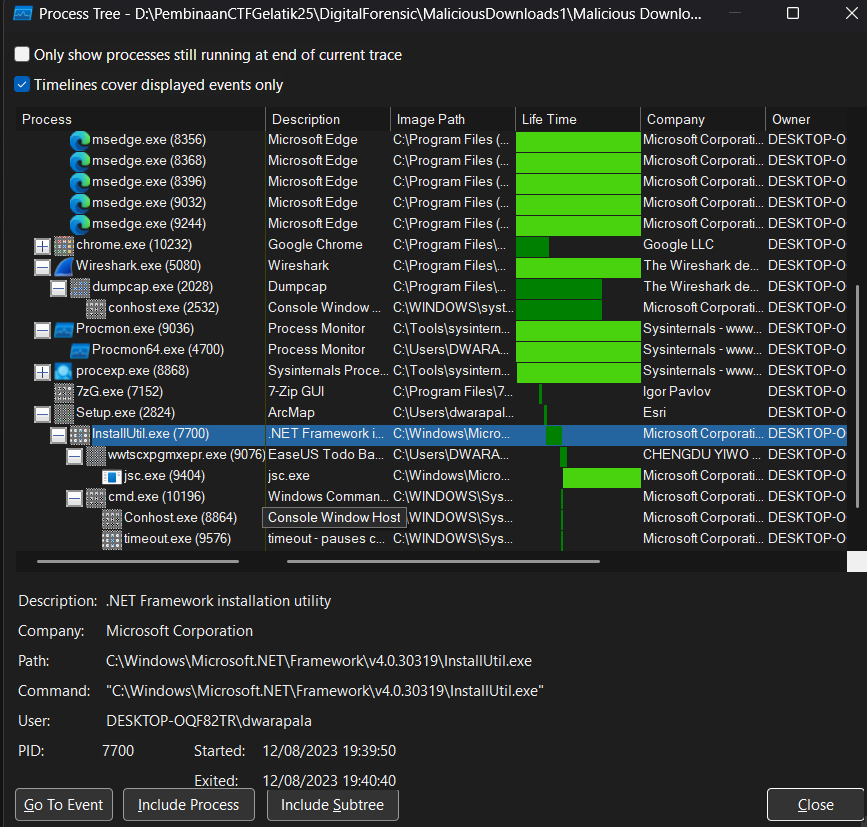 Process Tree - D:\PembinaanCTFGelatik25\DigitalForensic\MaliciousDownloads1\Malicious Downlo...
Only show processes still running at end of current trace
Timelines cover displayed events only
Process Description Image Path Life Time Company Owner
msedge.exe (8356) Microsoft Edge C:\Program Files (... Microsoft Corporati... DESKTOP-O
msedge.exe (8368) Microsoft Edge C:\Program Files (... Microsoft Corporati... DESKTOP-O
msedge.exe (8396) Microsoft Edge C:\Program Files (... Microsoft Corporati... DESKTOP-O
msedge.exe (9032) Microsoft Edge C:\Program Files (... Microsoft Corporati... DESKTOP-O
msedge.exe (9244) Microsoft Edge C:\Program Files (... Microsoft Corporati... DESKTOP-O
chrome.exe (10232) Google Chrome C:\Program Files\... Google LLC DESKTOP-O
Wireshark.exe (5080) Wireshark C:\Program Files\... The Wireshark de... DESKTOP-O
dumpcap.exe (2028) Dumpcap C:\Program Files\... The Wireshark de... DESKTOP-O
conhost.exe (2532) Console Window ... C:\WINDOWS\syst... Microsoft Corporati... DESKTOP-O
Procmon.exe (9036) Process Monitor C:\Tools\sysintern... Sysinternals - www... DESKTOP-O
Procmon64.exe (4700) Process Monitor C:\Users\DWARA... Sysinternals - www... DESKTOP-O
procexp.exe (8868) Sysinternals Proce... C:\Tools\sysintern... Sysinternals - www... DESKTOP-O
7zG.exe (7152) 7-Zip GUI C:\Program Files\7... Igor Pavlov DESKTOP-O
Setup.exe (2824) ArcMap C:\Users\dwarapal... Esri DESKTOP-O
InstallUtil.exe (7700) .NET Framework i... C:\Windows\Micro... Microsoft Corporati... DESKTOP-O
wwtscxpgmxepr.exe (9076) EaseUS Todo Ba... C:\Users\DWARA... CHENGDU YIWO ... DESKTOP-O
jsc.exe (9404) jsc.exe C:\Windows\Micro... Microsoft Corporati... DESKTOP-O
cmd.exe (10196) Windows Comman... C:\WINDOWS\Sys... Microsoft Corporati... DESKTOP-O
Conhost.exe (8864) Console Window Host \WINDOWS\Sys... Microsoft Corporati... DESKTOP-O
timeout.exe (9576) timeout - pauses c... C:\WINDOWS\Sys... Microsoft Corporati... DESKTOP-O
Description: .NET Framework installation utility
Company: Microsoft Corporation
Path: C:\Windows\Microsoft.NET\Framework\v4.0.30319\InstallUtil.exe
Command: "C:\Windows\Microsoft.NET\Framework\v4.0.30319\InstallUtil.exe"
User: DESKTOP-OQF82TR\dwarapala
PID: 7700 Started: 12/08/2023 19:39:50
Exited: 12/08/2023 19:40:40
Go To Event Include Process Include Subtree Close